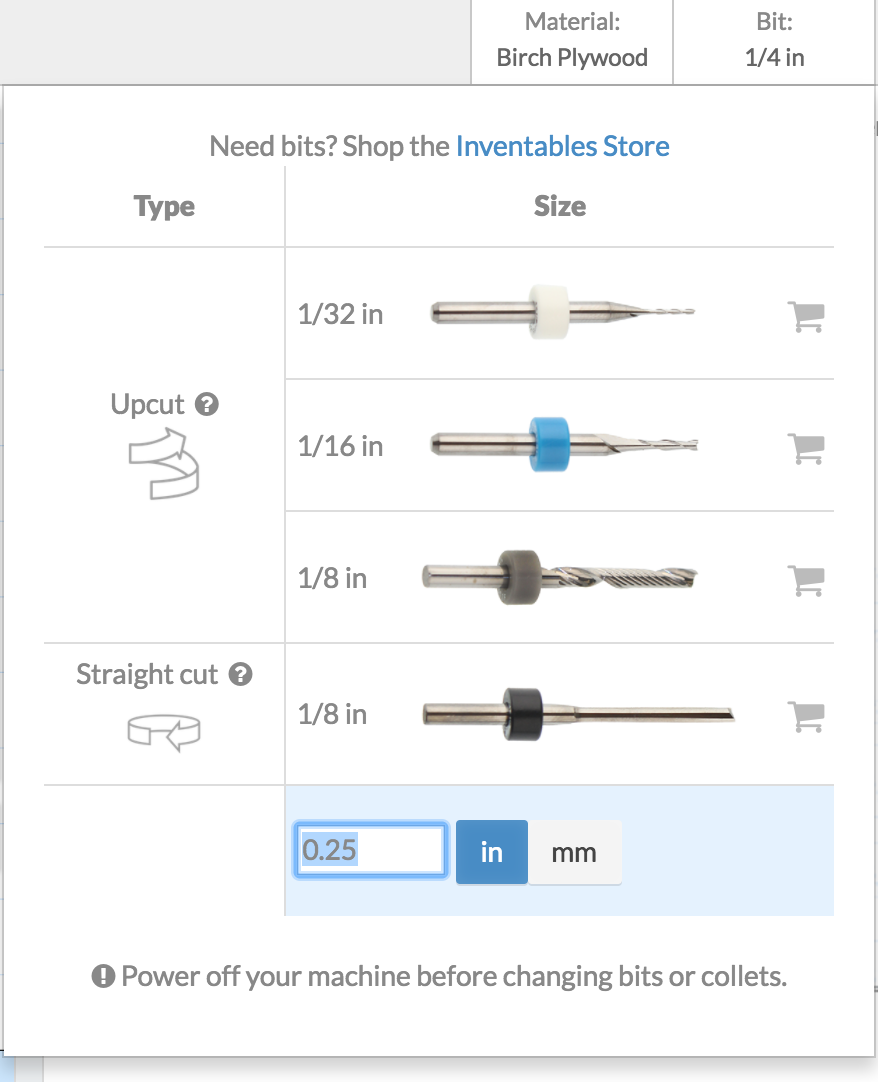 Material:
Birch Plywood
Bit:
1/4 in
Need bits? Shop the Inventables Store
Type
Size
Upcut
1/32 in
1/16 in
1/8 in
Straight cut
1/8 in
0.25
in
mm
Power off your machine before changing bits or collets.